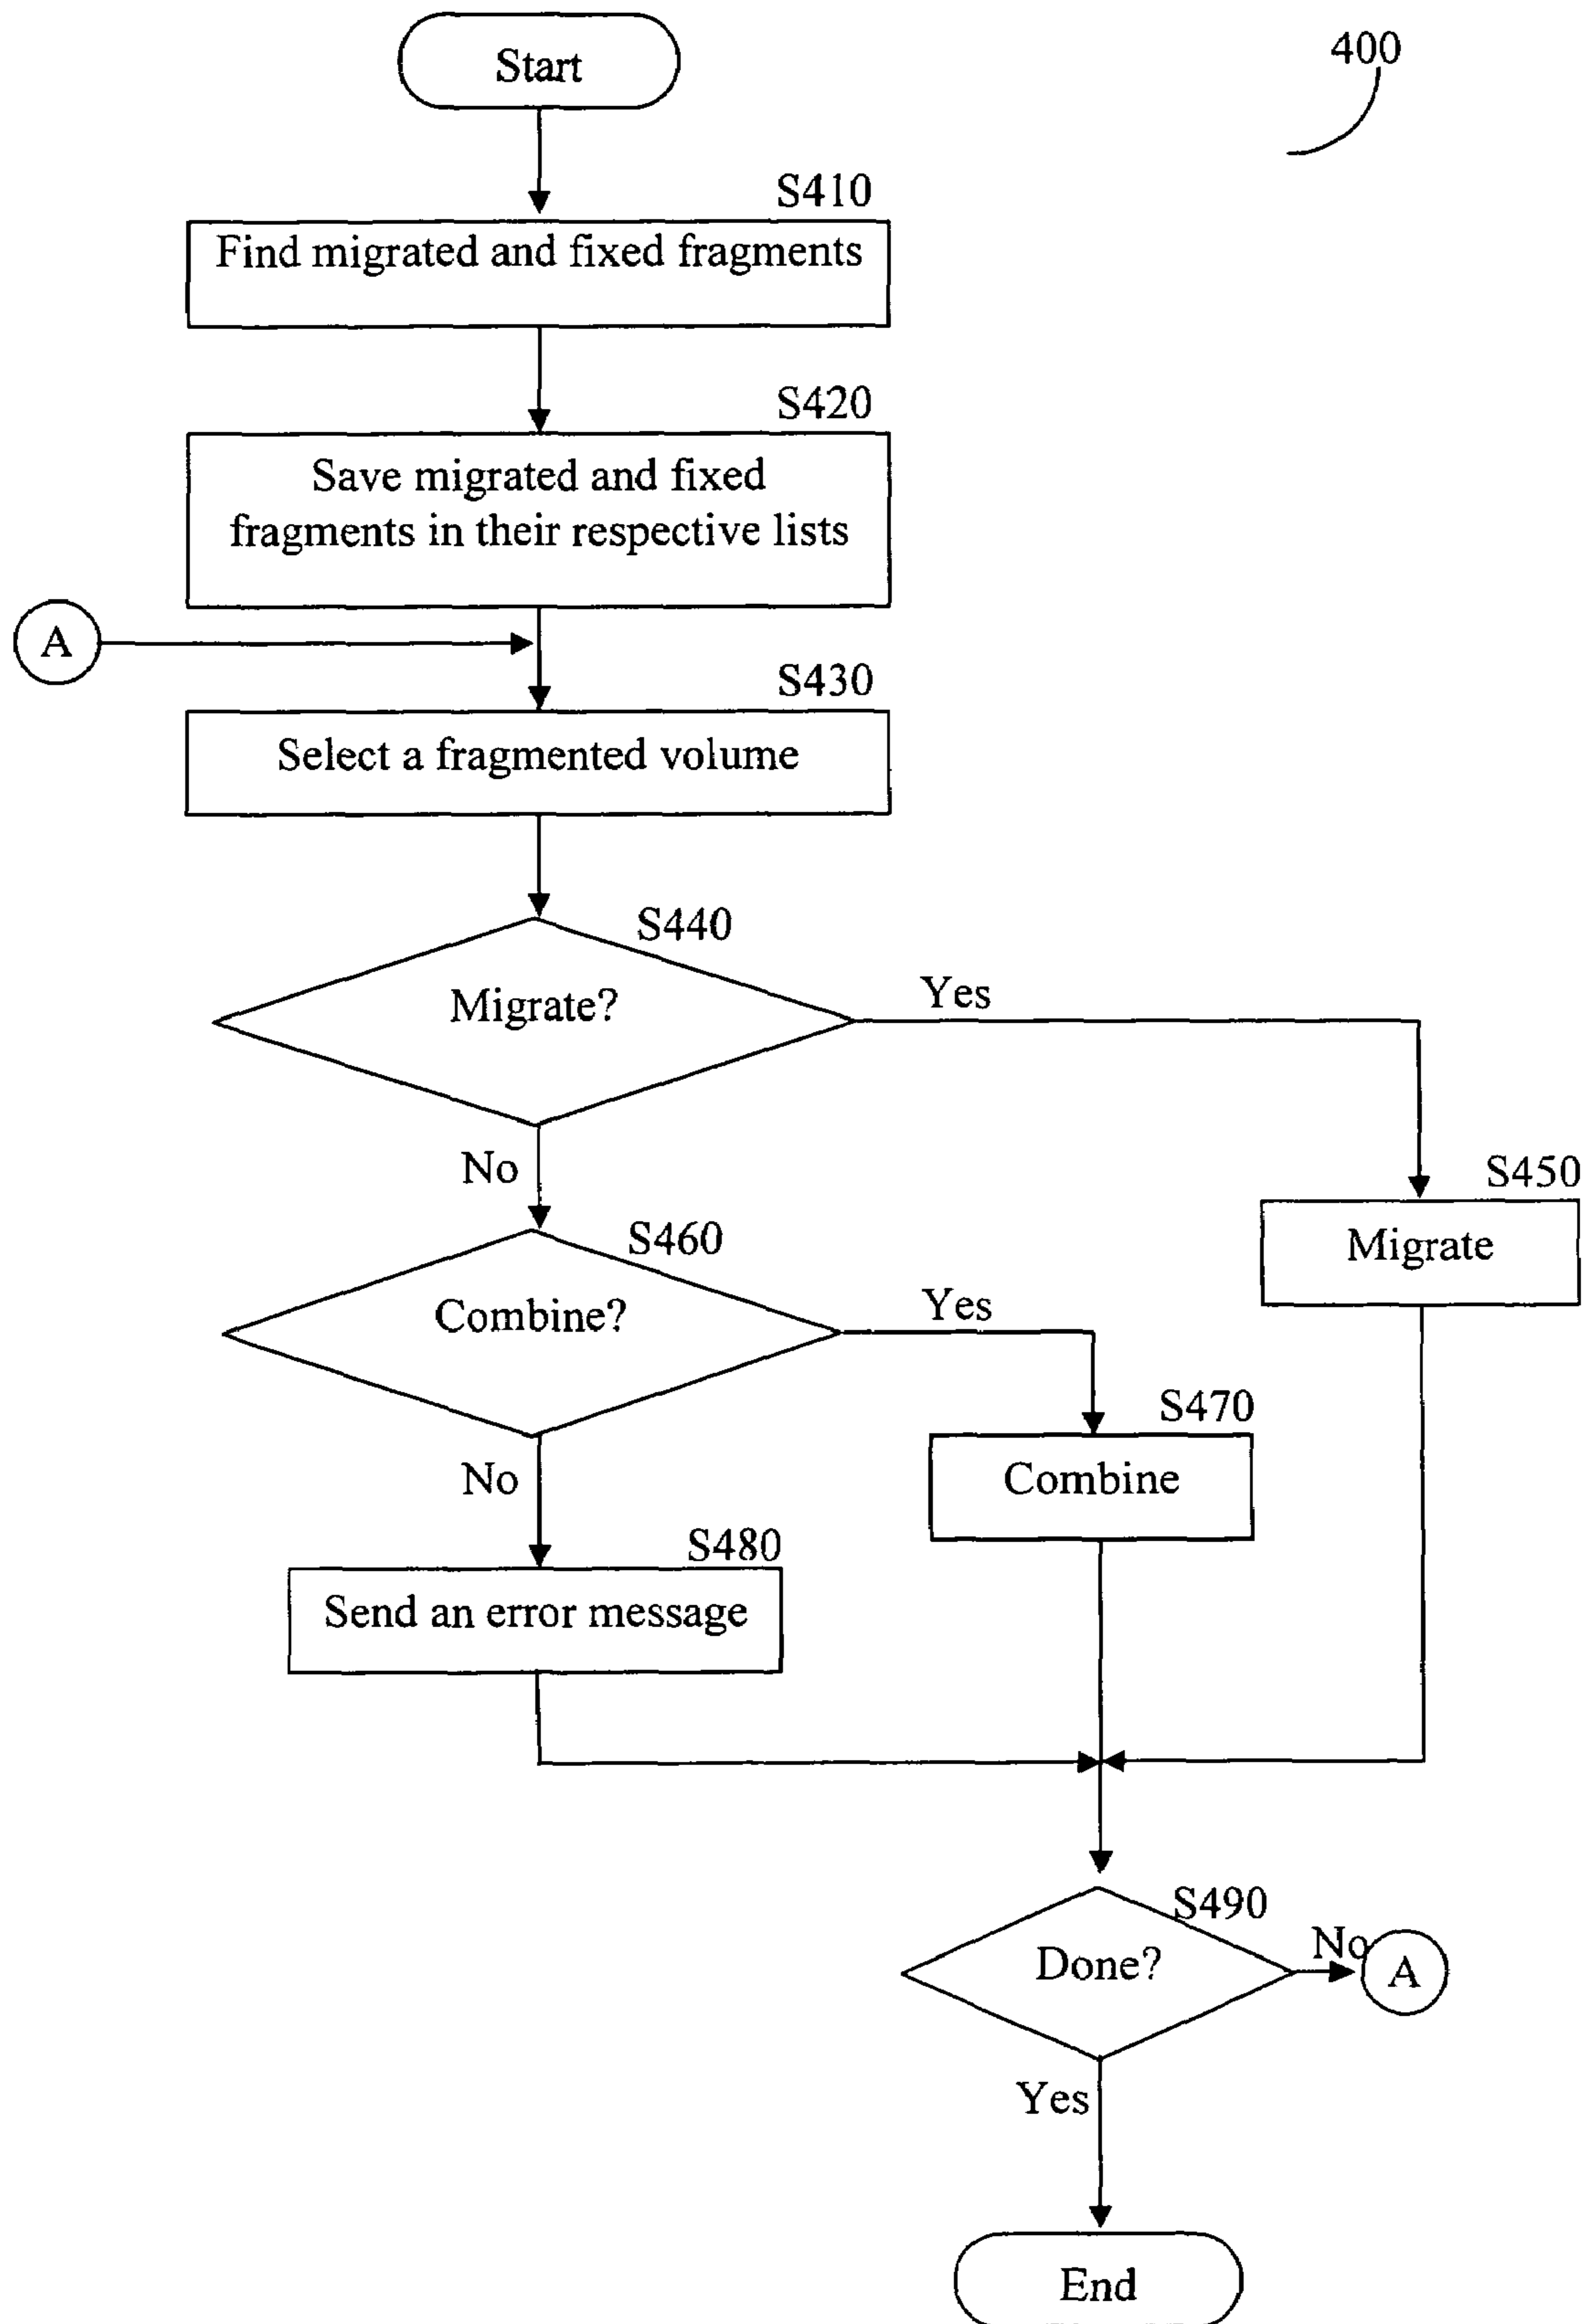 Start
400
S410
Find migrated and fixed fragments
S420
Save migrated and fixed
fragments in their respective lists
A
S430
Select a fragmented volume
S440
Migrate?
Yes
No
S450
Migrate
S460
Combine?
Yes
S470
Combine
No
S480
Send an error message
S490
Done?
No
A
Yes
End